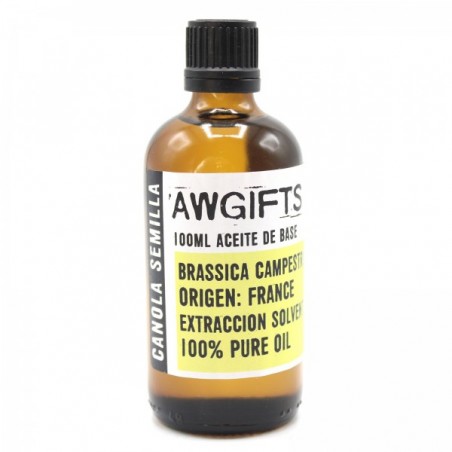 CANOLA SEMILLA
AWGIFTS
100ML ACEITE DE BASE
BRASSICA CAMPESTR
ORIGEN: FRANCE
EXTRACCION SOLVEN
100% PURE OIL